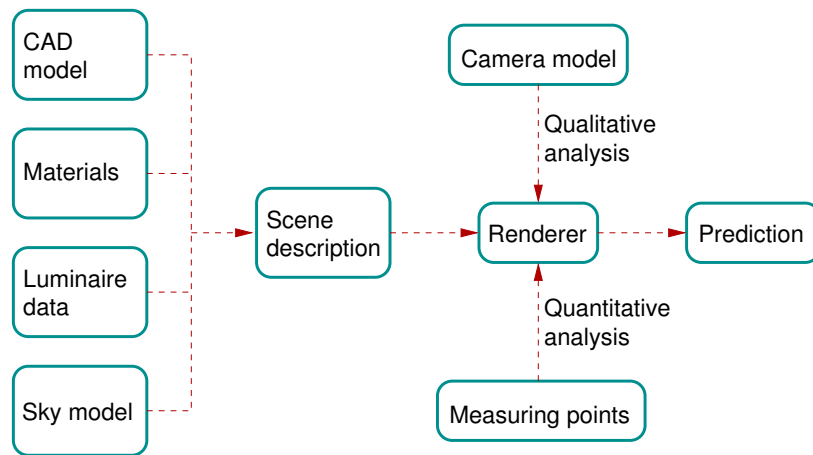 CAD
model
Materials
Luminaire
data
Sky model
Scene
description
Camera model
Qualitative
analysis
Renderer
Prediction
Quantitative
analysis
Measuring points